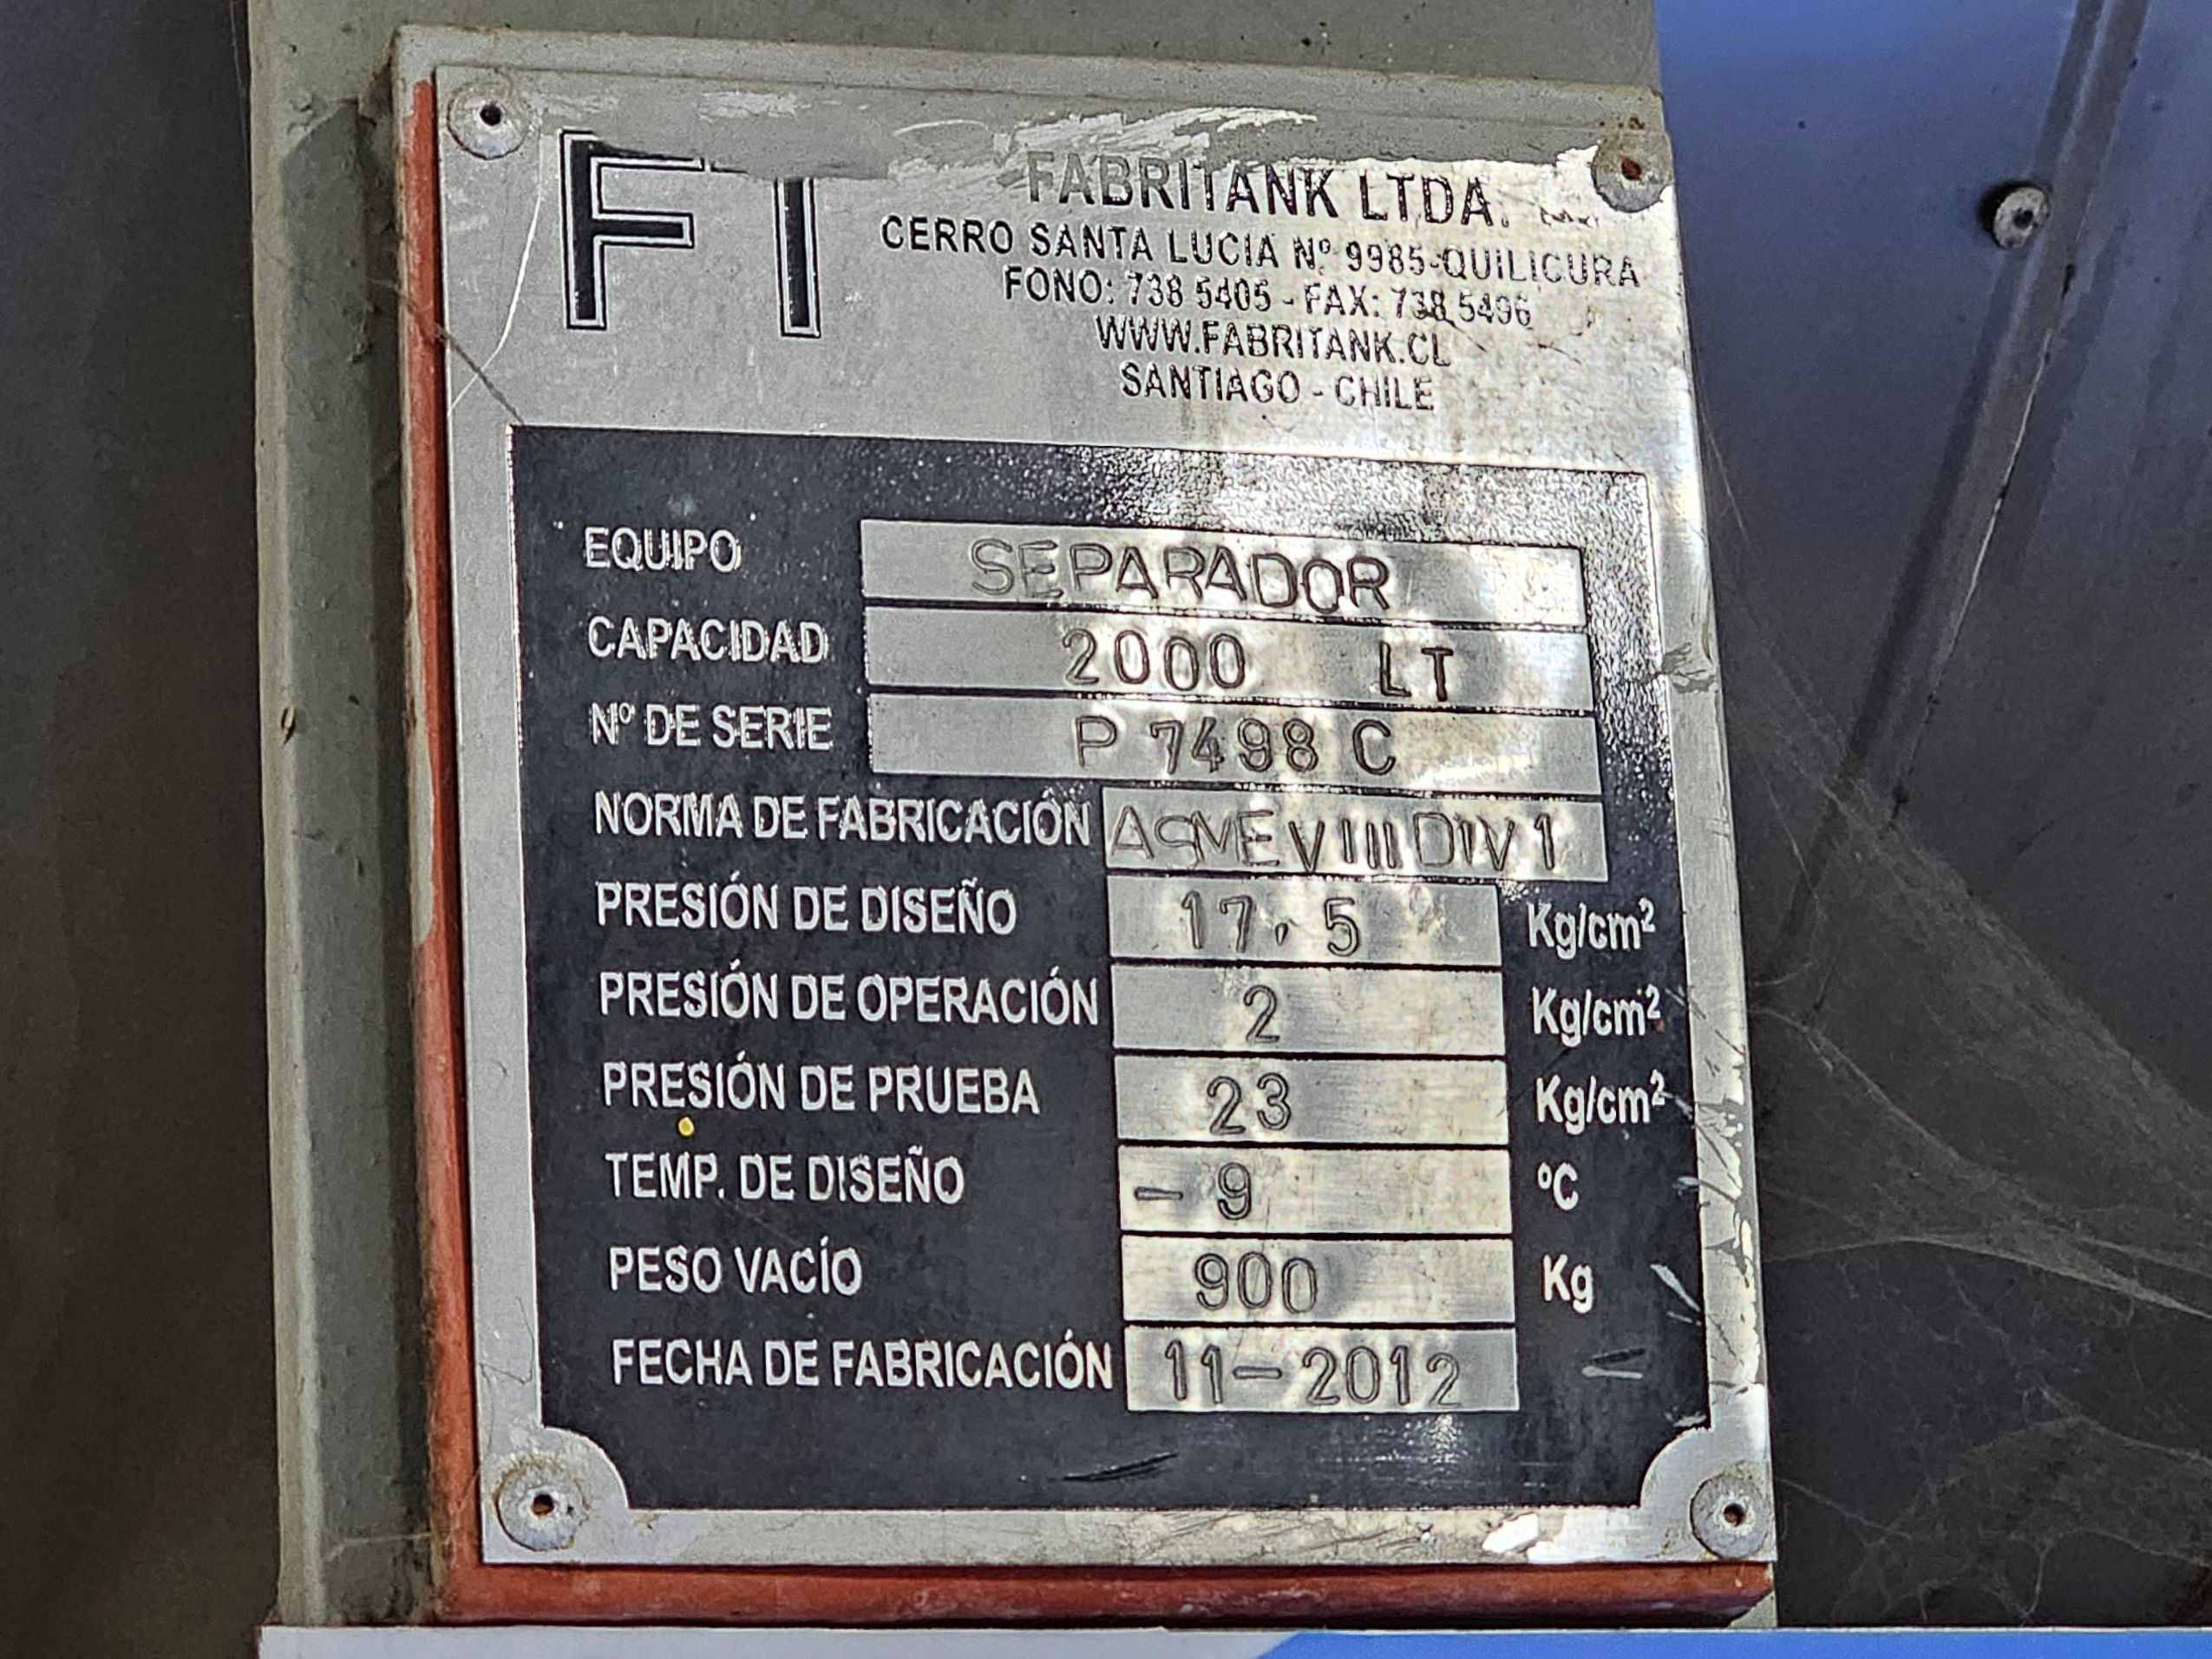 FT
FABRITANK LTDA.
CERRO SANTA LUCIA Nº 9985-QUILICURA
FONO: 738 5405 - FAX: 738 5496
WWW.FABRITANK.CL
SANTIAGO - CHILE
EQUIPO SEPARADOR
CAPACIDAD 2000 LT
Nº DE SERIE P 7498 C
NORMA DE FABRICACIÓN ASME VIII DIV 1
PRESIÓN DE DISEÑO 17,5 Kg/cm²
PRESIÓN DE OPERACIÓN 2 Kg/cm²
PRESIÓN DE PRUEBA 23 Kg/cm²
TEMP. DE DISEÑO -9 ºC
PESO VACÍO 900 Kg
FECHA DE FABRICACIÓN 11-2012